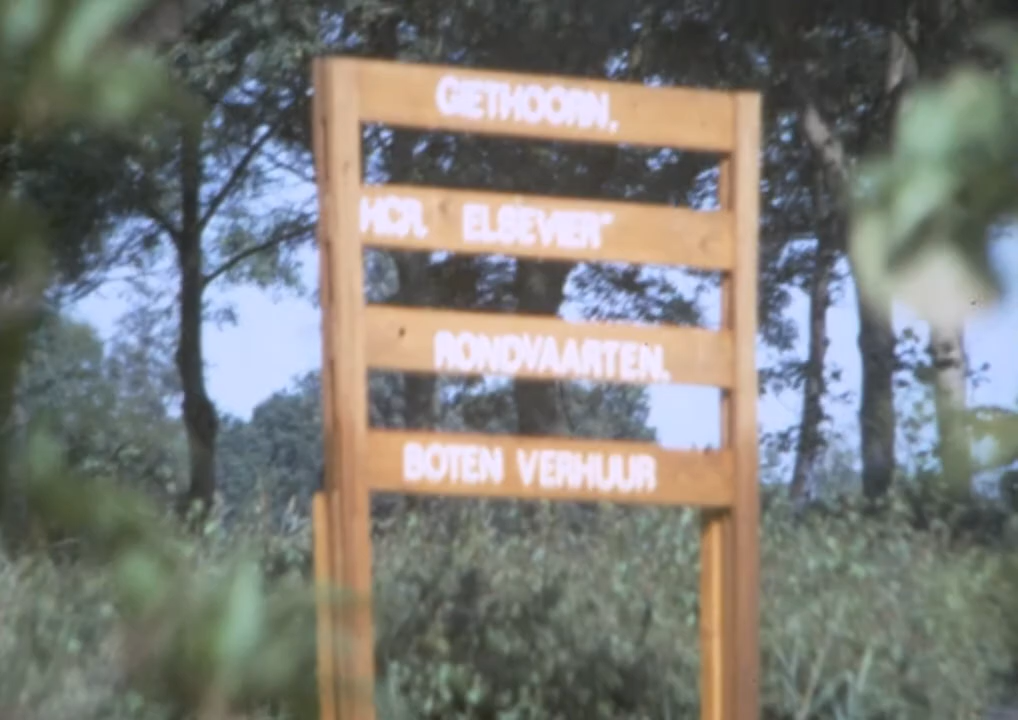 GIETHOORN.
HCR. ELSEVIER"
RONDVAARTEN.
BOTEN VERHUUR